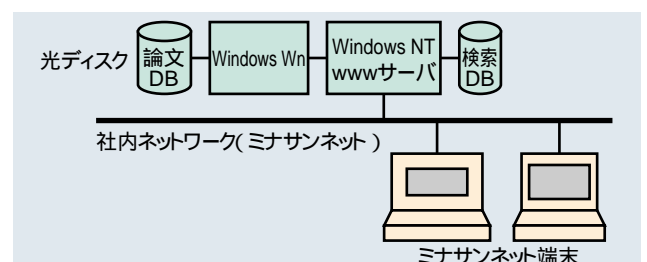 光ディスク
論文
DB
Windows Wn
Windows NT
wwwサーバ
検索
DB
社内ネットワーク(ミナサンネット)
ミナサンネット端末